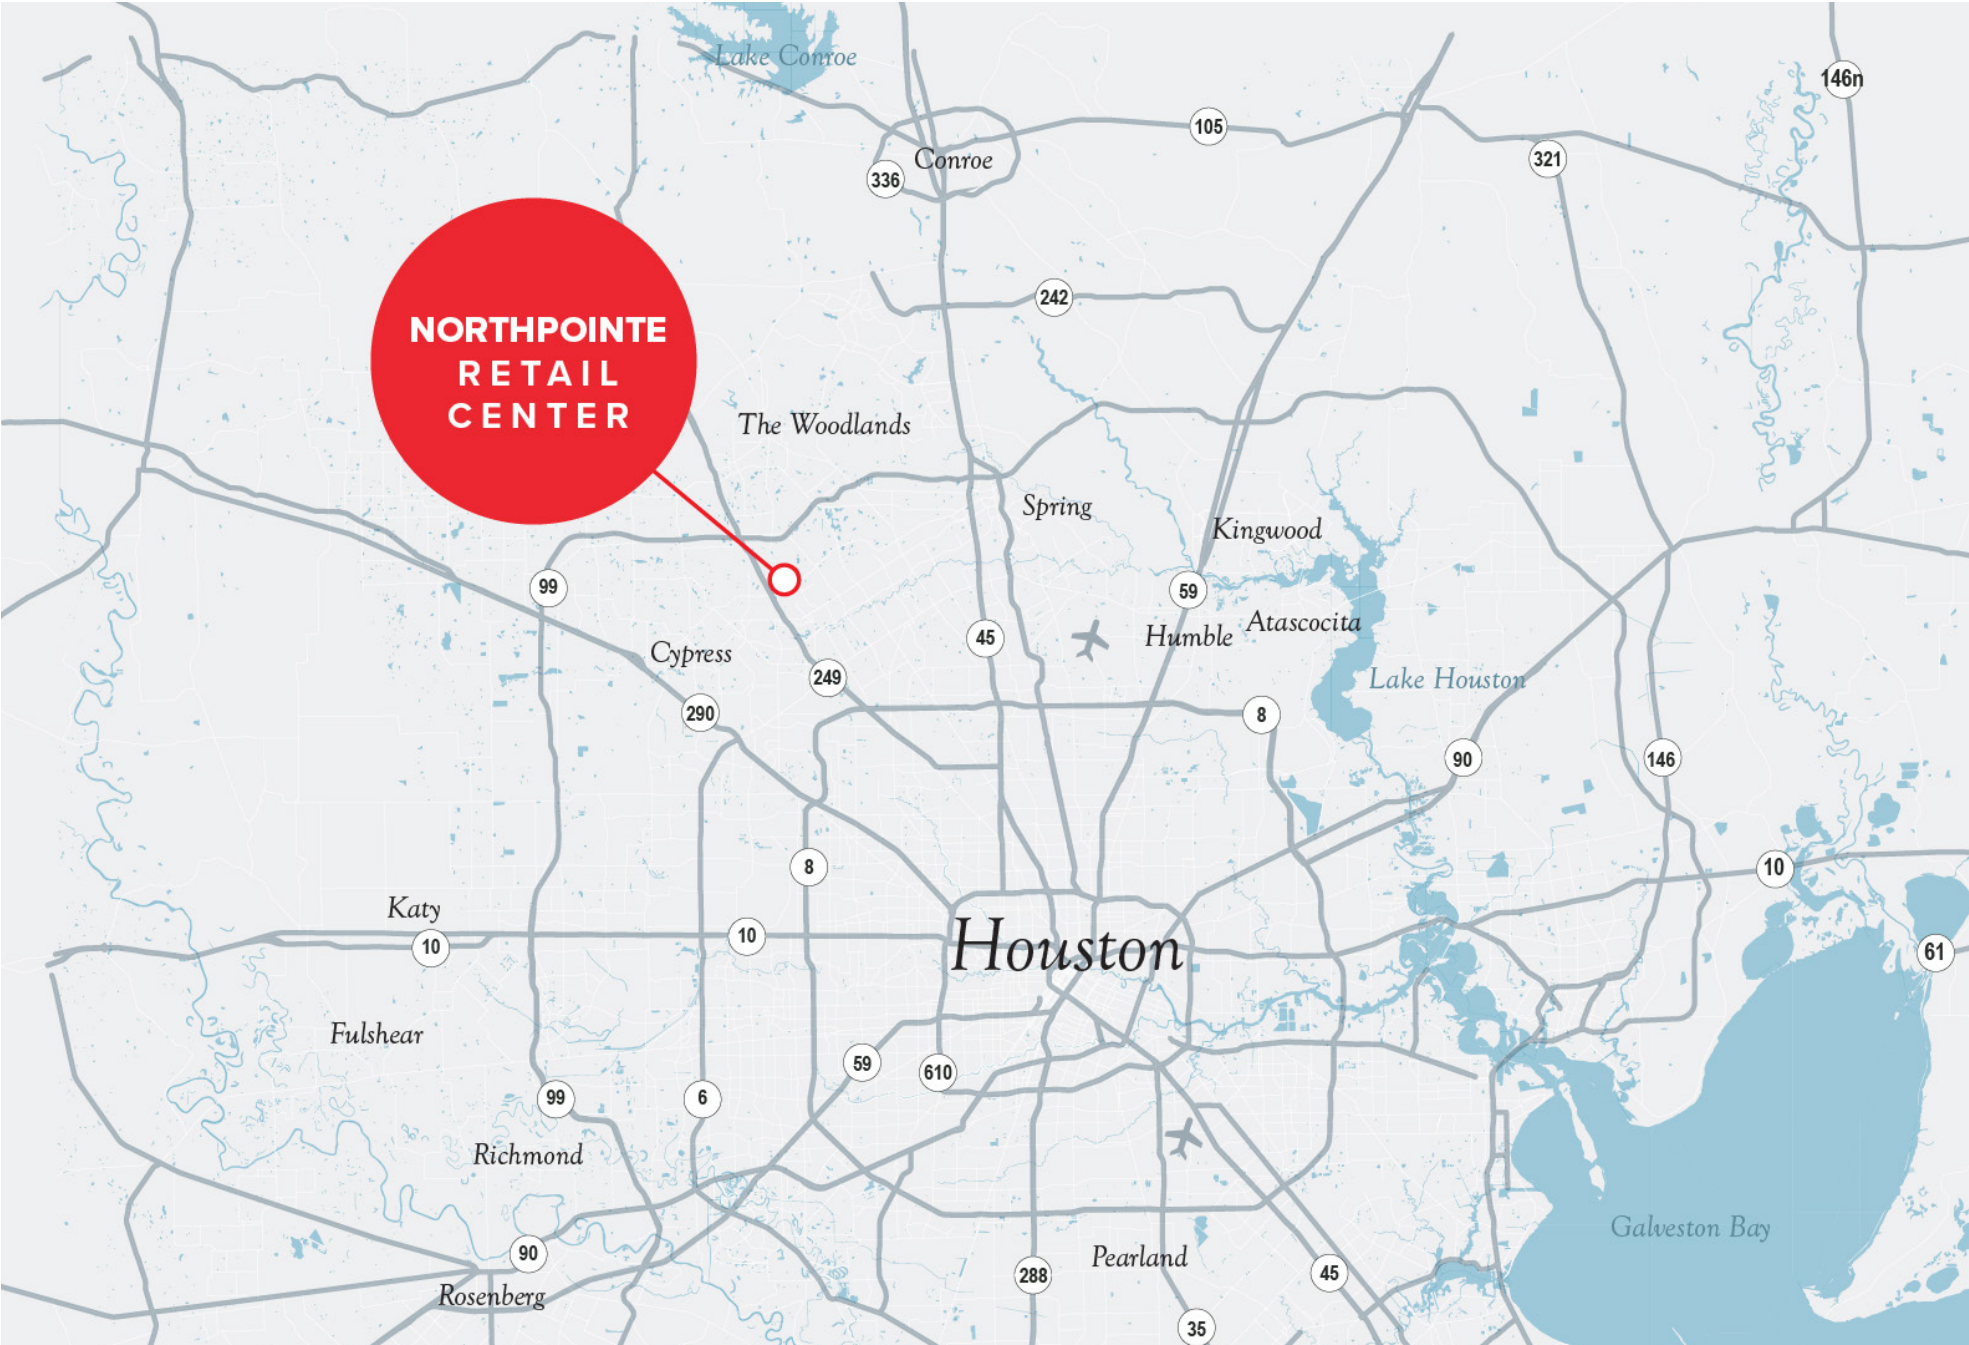 Lake Conroe
146n
105
Conroe
321
336
242
NORTHPOINTE
RETAIL
CENTER
The Woodlands
Spring
Kingwood
99
59
Atascocita
Humble
45
Cypress
249
Lake Houston
290
8
90
146
8
10
Katy
10
10
Houston
61
Fulshear
59
610
99
6
Richmond
Galveston Bay
90
Pearland
288
45
Rosenberg
35